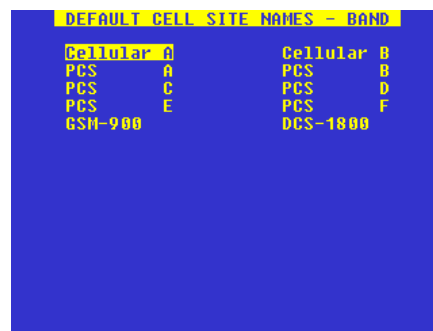 DEFAULT CELL SITE NAMES - BAND
Cellular A Cellular B
PCS A PCS B
PCS C PCS D
PCS E PCS F
GSM-900 DCS-1800